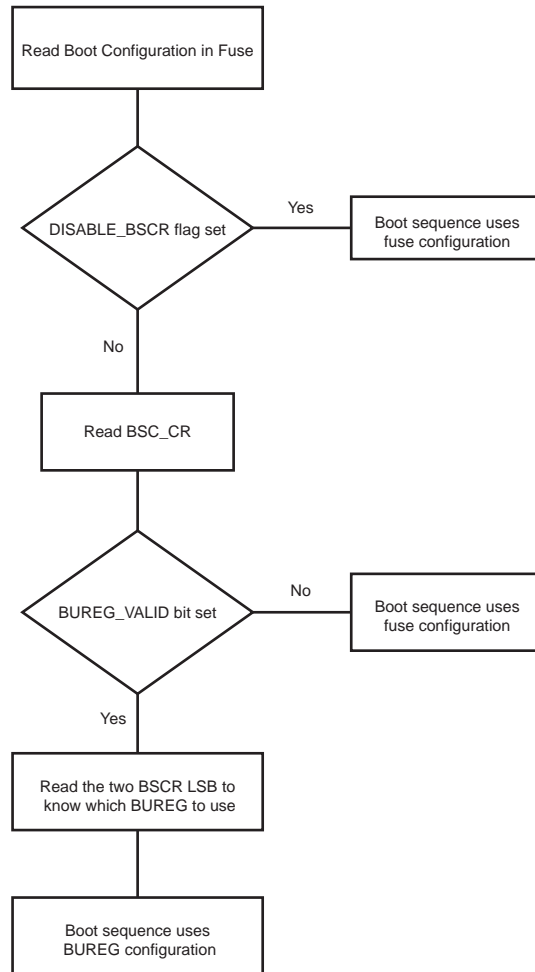 Read Boot Configuration in Fuse
DISABLE_BSCR flag set
Yes
Boot sequence uses
fuse configuration
No
Read BSC_CR
BUREG_VALID bit set
No
Boot sequence uses
fuse configuration
Yes
Read the two BSCR LSB to
know which BUREG to use
Boot sequence uses
BUREG configuration